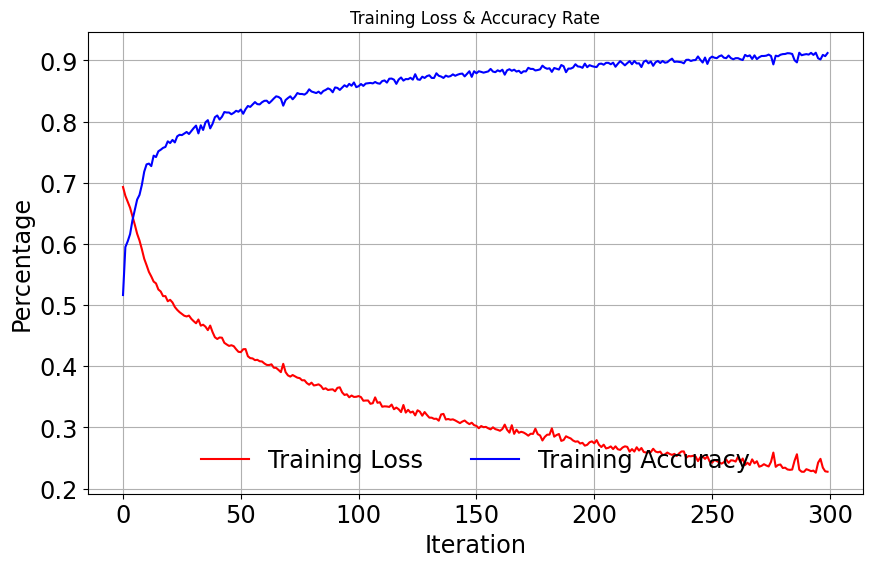 Training Loss & Accuracy Rate
Percentage
0.9
0.8
0.7
0.6
0.5
0.4
0.3
0.2
Training Loss Training Accuracy
0 50 100 150 200 250 300
Iteration